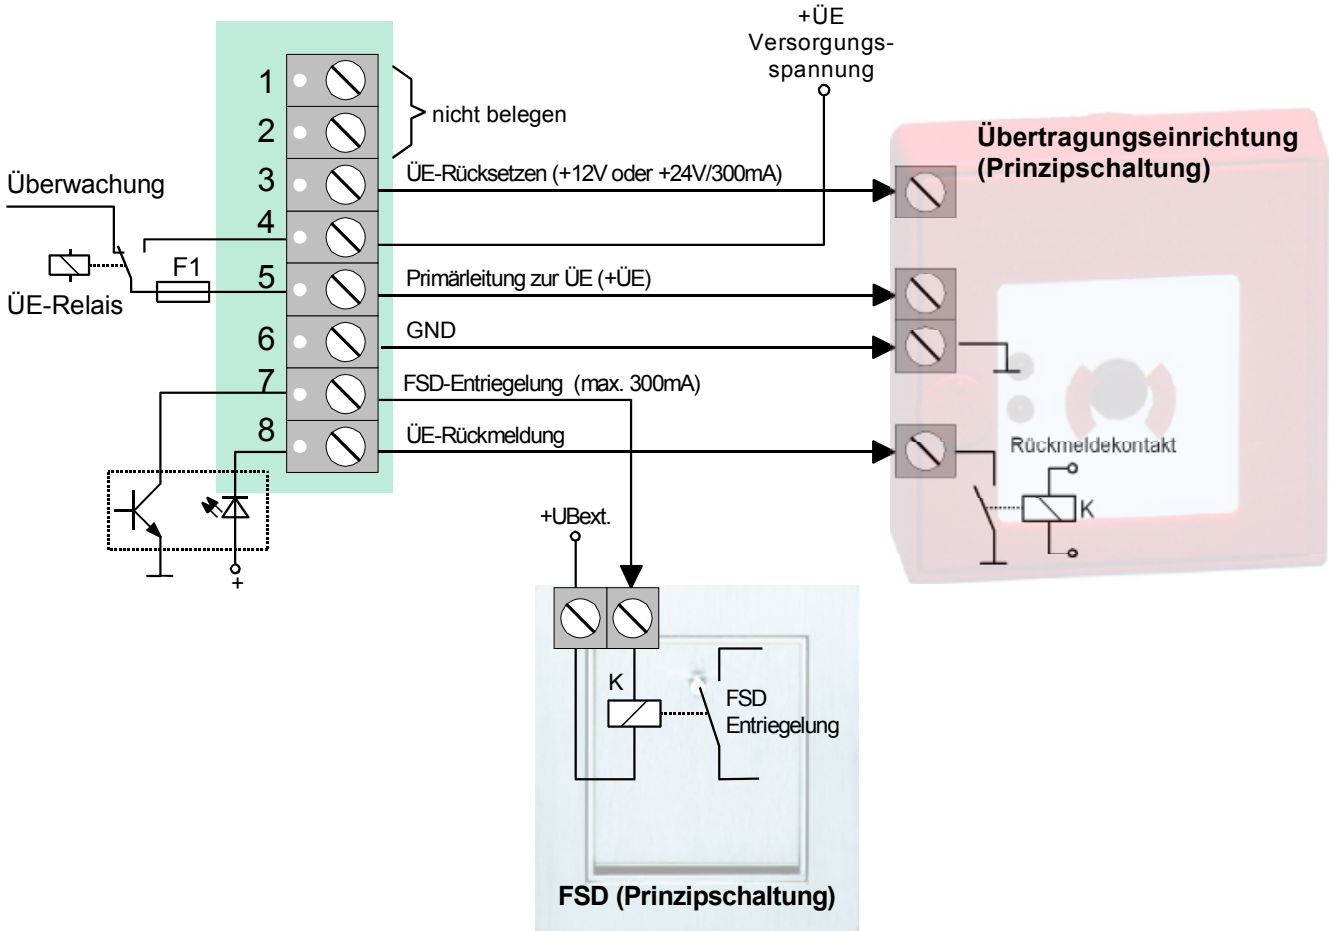 +ÜE
Versorgungs-
spannung
1
2
nicht belegen
Übertragungseinrichtung
(Prinzipschaltung)
Überwachung
3
ÜE-Rücksetzen (+12V oder +24V/300mA)
4
F1
5
Primärleitung zur ÜE (+ÜE)
ÜE-Relais
6
GND
7
FSD-Entriegelung (max. 300mA)
8
ÜE-Rückmeldung
Rückmeldekontakt
K
+UBext.
+
K
FSD
Entriegelung
FSD (Prinzipschaltung)